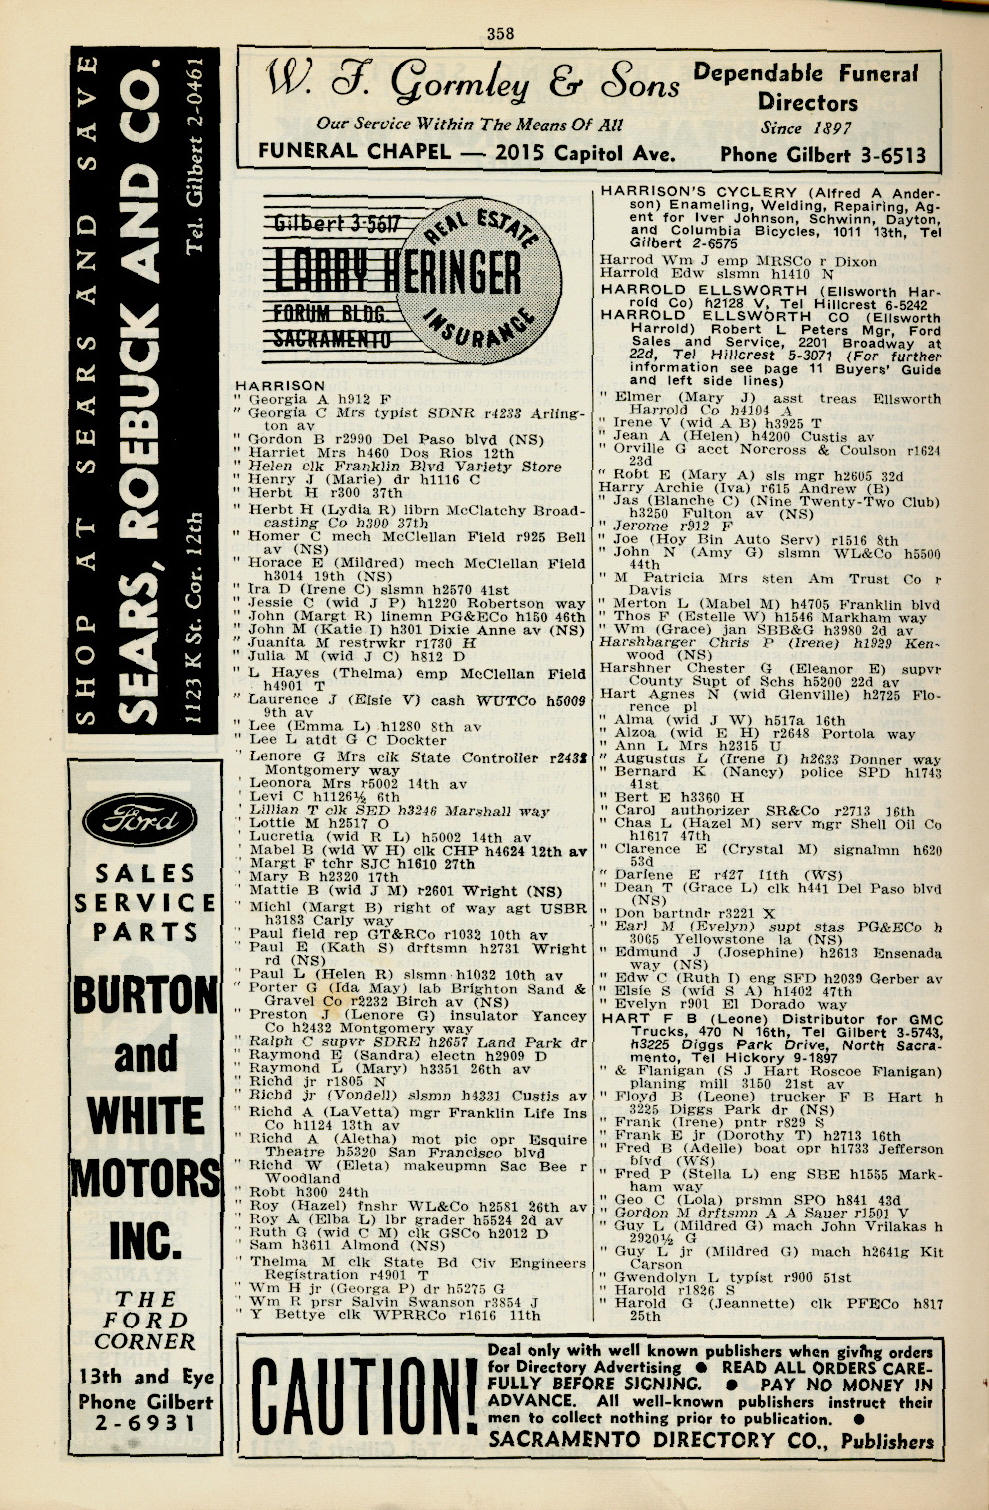 358
SHOP AT SEARS AND SAVE
SEARS, ROEBUCK AND CO.
1123 K St. Cor. 12th Tel. Gilbert 2-0461
W. F. Gormley & Sons
Our Service Within The Means Of All
FUNERAL CHAPEL — 2015 Capitol Ave.
Dependable Funeral
Directors
Since 1897
Phone Gilbert 3-6513
Gilbert 3-5617
LARRY HERINGER
FORUM BLDG.
SACRAMENTO
REAL ESTATE
INSURANCE
HARRISON
" Georgia A h912 F
" Georgia C Mrs typist SDNR r4233 Arling-
ton av
" Gordon B r2990 Del Paso blvd (NS)
" Harriet Mrs h460 Dos Rios 12th
" Helen clk Franklin Blvd Variety Store
" Henry J (Marie) dr h1116 C
" Herbt H r300 37th
" Herbt H (Lydia R) librn McClatchy Broad-
casting Co h300 37th
" Homer C mech McClellan Field r925 Bell
av (NS)
" Horace E (Mildred) mech McClellan Field
h3014 19th (NS)
" Ira D (Irene C) slsmn h2570 41st
" Jessie C (wid J P) h1220 Robertson way
" John (Margt R) linemn PG&ECo h150 46th
" John M (Katie I) h301 Dixie Anne av (NS)
" Juanita M restrwkr r1730 H
" Julia M (wid J C) h812 D
" L Hayes (Thelma) emp McClellan Field
h4901 T
" Laurence J (Elsie V) cash WUTCo h5009
9th av
" Lee (Emma L) h1280 8th av
" Lee L atdt G C Dockter
" Lenore G Mrs clk State Controller r2432
Montgomery way
" Leonora Mrs r5002 14th av
" Levi C h1126½ 6th
" Lillian T clk SED h3246 Marshall way
" Lottie M h2517 O
" Lucretia (wid R L) h5002 14th av
" Mabel B (wid W H) clk CHP h4624 12th av
" Margt F tchr SJC h1610 27th
" Mary B h2320 17th
" Mattie B (wid J M) r2601 Wright (NS)
" Michl (Margt B) right of way agt USBR
h3183 Carly way
" Paul field rep GT&RCo r1032 10th av
" Paul E (Kath S) drftsmn h2731 Wright
rd (NS)
" Paul L (Helen R) slsmn h1032 10th av
" Porter G (Ida May) lab Brighton Sand &
Gravel Co r2232 Birch av (NS)
" Preston J (Lenore G) insulator Yancey
Co h2432 Montgomery way
" Ralph C supvr SDRE h2657 Land Park dr
" Raymond E (Sandra) electn h2909 D
" Raymond L (Mary) h3351 26th av
" Richd jr r1805 N
" Richd jr (Vondell) slsmn h4331 Custis av
" Richd A (LaVetta) mgr Franklin Life Ins
Co h1124 13th av
" Richd A (Aletha) mot pic opr Esquire
Theatre h5320 San Francisco blvd
" Richd W (Eleta) makeupmn Sac Bee r
Woodland
" Robt h300 24th
" Roy (Hazel) fnshr WL&Co h2581 26th av
" Roy A (Elba L) lbr grader h5524 2d av
" Ruth G (wid C M) clk GSCo h2012 D
" Sam h3611 Almond (NS)
" Thelma M clk State Bd Civ Engineers
Registration r4901 T
" Wm H jr (Georga P) dr h5275 G
" Wm R prsr Salvin Swanson r3854 J
" Y Bettye clk WPRRCo r1616 11th
HARRISON'S CYCLERY (Alfred A Ander-
son) Enameling, Welding, Repairing, Ag-
ent for Iver Johnson, Schwinn, Dayton,
and Columbia Bicycles, 1011 13th, Tel
Gilbert 2-6575
Harrod Wm J emp MRSCo r Dixon
Harrold Edw slsmn h1410 N
HARROLD ELLSWORTH (Ellsworth Har-
rold Co) h2128 V, Tel Hillcrest 6-5242
HARROLD ELLSWORTH CO (Ellsworth
Harrold) Robert L Peters Mgr, Ford
Sales and Service, 2201 Broadway at
22d, Tel Hillcrest 5-3071 (For further
information see page 11 Buyers' Guide
and left side lines)
" Elmer (Mary J) asst treas Ellsworth
Harrold Co h4104 A
" Irene V (wid A B) h3925 T
" Jean A (Helen) h4200 Custis av
" Orville G acct Norcross & Coulson r1624
23d
" Robt E (Mary A) sls mgr h2605 32d
Harry Archie (Iva) r615 Andrew (B)
" Jas (Blanche C) (Nine Twenty-Two Club)
h3250 Fulton av (NS)
" Jerome r912 F
" Joe (Hoy Bin Auto Serv) r1516 8th
" John N (Amy G) slsmn WL&Co h5500
44th
" M Patricia Mrs sten Am Trust Co r
Davis
" Merton L (Mabel M) h4705 Franklin blvd
" Thos F (Estelle W) h1546 Markham way
" Wm (Grace) jan SBB&G h3980 2d av
Harshbarger Chris P (Irene) h1929 Ken-
wood (NS)
Harshner Chester G (Eleanor E) supvr
County Supt of Schs h5200 22d av
Hart Agnes N (wid Glenville) h2725 Flo-
rence pl
" Alma (wid J W) h517a 16th
" Alzoa (wid E H) r2648 Portola way
" Ann L Mrs h2315 U
" Augustus L (Irene I) h2633 Donner way
" Bernard K (Nancy) police SPD h1743
41st
" Bert E h3360 H
" Carol authorizer SR&Co r2713 16th
" Chas L (Hazel M) serv mgr Shell Oil Co
h1617 47th
" Clarence E (Crystal M) signalmn h620
53d
" Darlene E r427 11th (WS)
" Dean T (Grace L) clk h441 Del Paso blvd
(NS)
" Don bartndr r3221 X
" Earl M (Evelyn) supt stas PG&ECo h
3065 Yellowstone la (NS)
" Edmund J (Josephine) h2613 Ensenada
way (NS)
" Edw C (Ruth I) eng SFD h2039 Gerber av
" Elsie S (wid S A) h1402 47th
" Evelyn r901 El Dorado way
HART F B (Leone) Distributor for GMC
Trucks, 470 N 16th, Tel Gilbert 3-5743,
h3225 Diggs Park Drive, North Sacra-
mento, Tel Hickory 9-1897
" & Flanigan (S J Hart Roscoe Flanigan)
planing mill 3150 21st av
" Floyd B (Leone) trucker F B Hart h
3225 Diggs Park dr (NS)
" Frank (Irene) pntr r829 S
" Frank E jr (Dorothy T) h2713 16th
" Fred B (Adelle) boat opr h1733 Jefferson
blvd (WS)
" Fred P (Stella L) eng SBE h1555 Mark-
ham way
" Geo C (Lola) prsmn SPO h841 43d
" Gordon M drftsmn A A Sauer r1501 V
" Guy L (Mildred G) mach John Vrilakas h
2920½ G
" Guy L jr (Mildred G) mach h2641g Kit
Carson
" Gwendolyn L typist r900 51st
" Harold r1826 S
" Harold G (Jeannette) clk PFECo h817
25th
Ford
SALES
SERVICE
PARTS
BURTON
and
WHITE
MOTORS
INC.
THE
FORD
CORNER
13th and Eye
Phone Gilbert
2-6931
CAUTION!
Deal only with well known publishers when giving orders
for Directory Advertising ● READ ALL ORDERS CARE-
FULLY BEFORE SIGNING. ● PAY NO MONEY IN
ADVANCE. All well-known publishers instruct their
men to collect nothing prior to publication. ●
SACRAMENTO DIRECTORY CO., Publishers